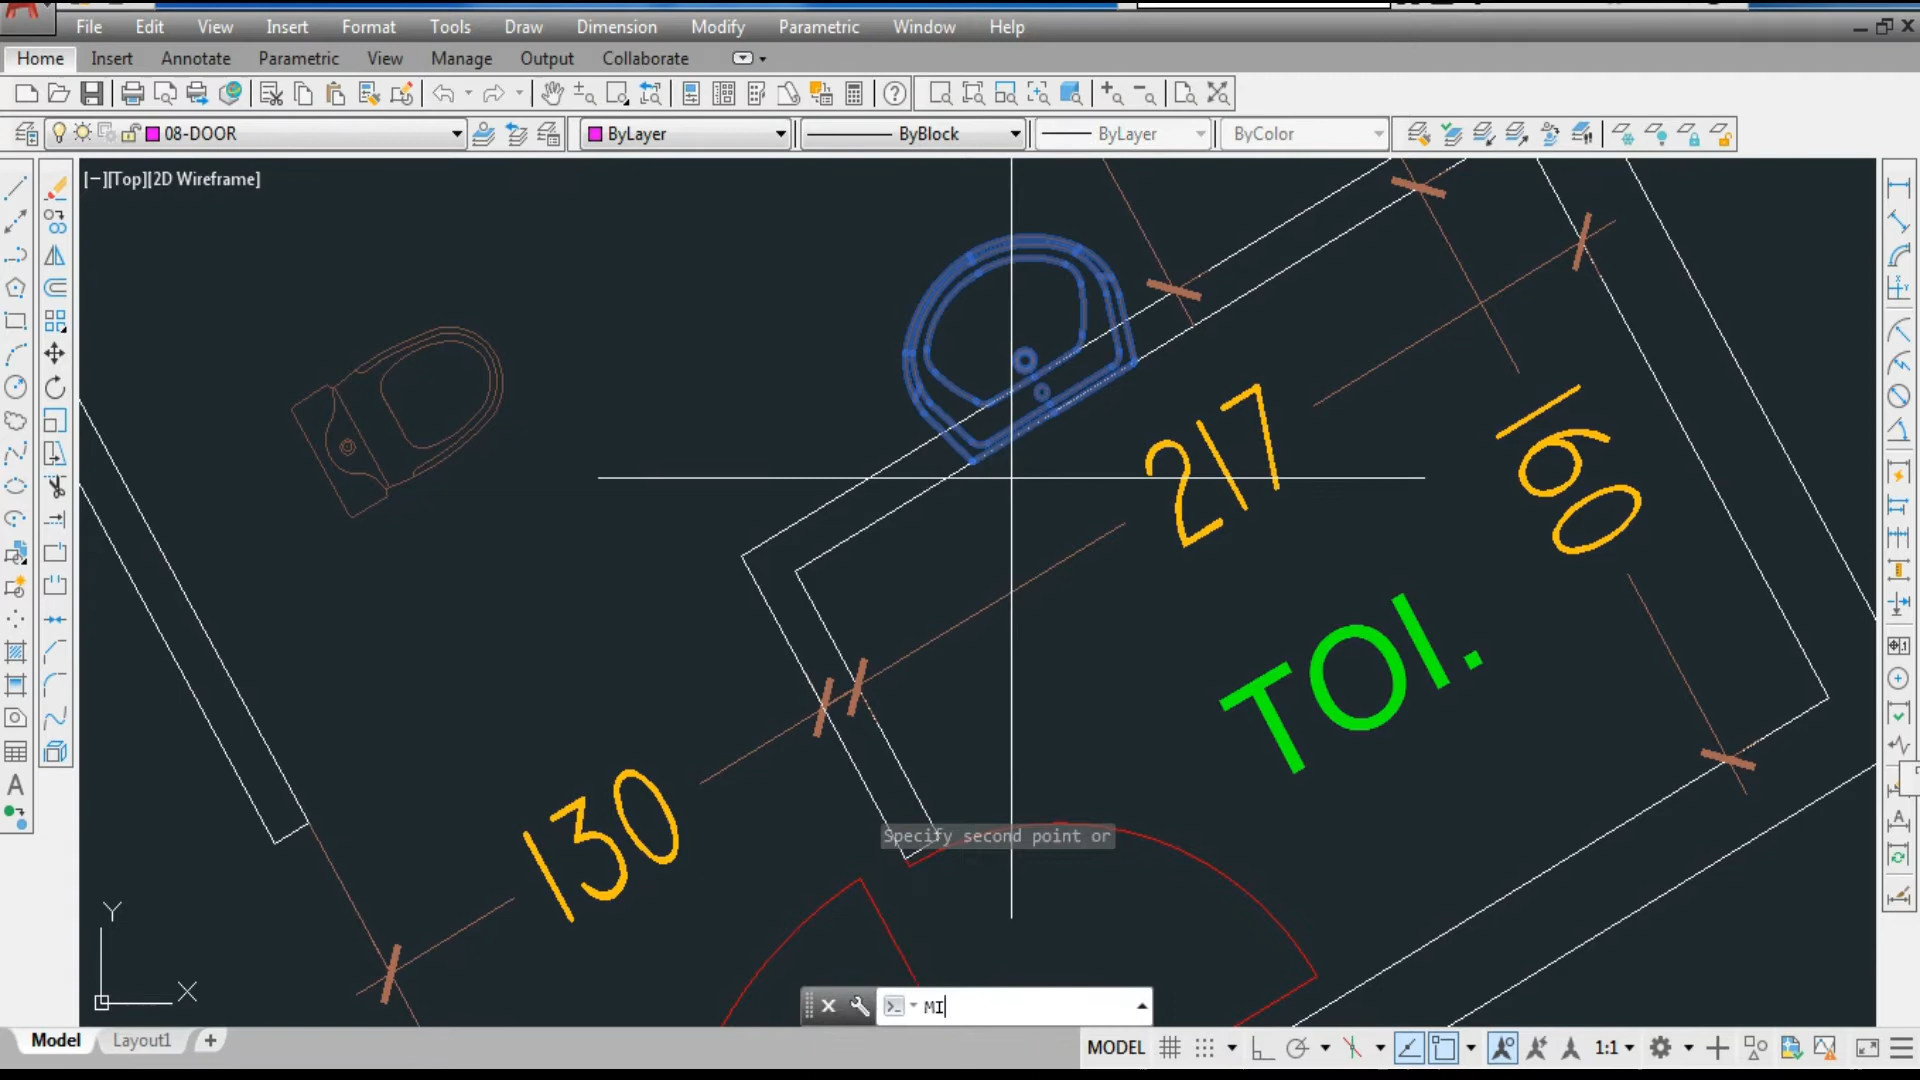 File Edit View Insert Format Tools Draw Dimension Modify Parametric Window Help
Home Insert Annotate Parametric View Manage Output Collaborate
08-DOOR ByLayer ByBlock ByLayer ByColor
[−][Top][2D Wireframe]
217
160
TOI.
130
Specify second point or
Y
X
MI
Model Layout1 +
MODEL 1:1